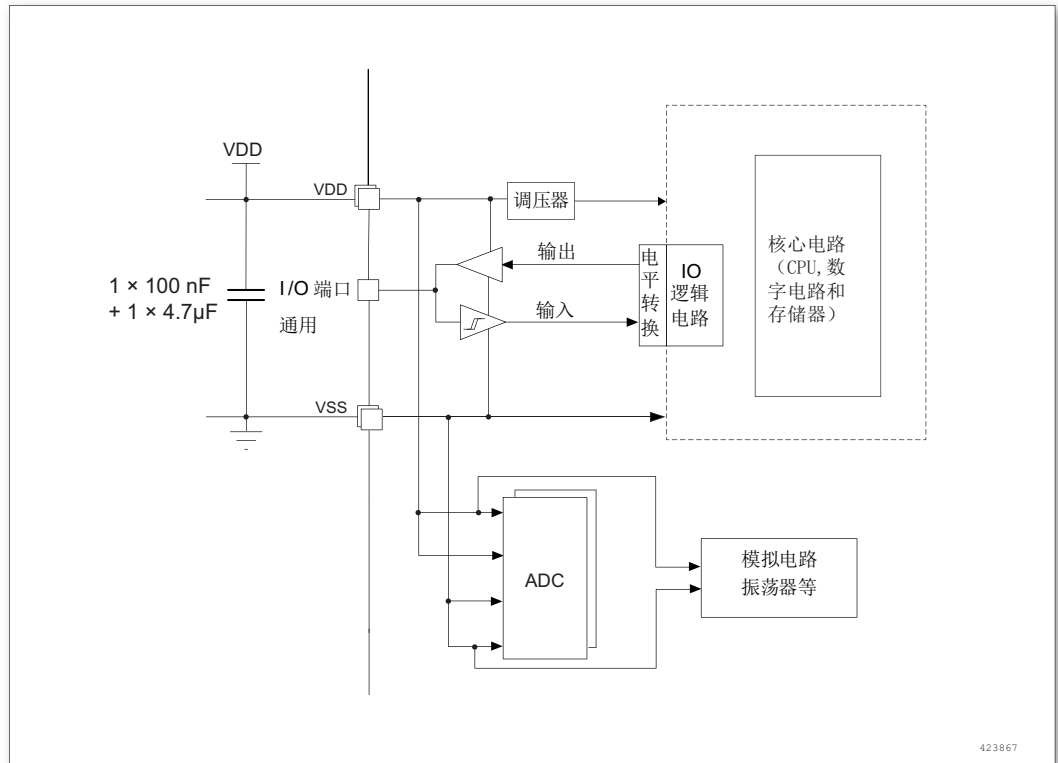 VDD
VDD
调压器
输出
电平转换
IO
逻辑
电路
核心电路
（CPU,数
字电路和
存储器）
1 × 100 nF
+ 1 × 4.7μF
I/O 端口
通用
输入
VSS
ADC
模拟电路
振荡器等
423867